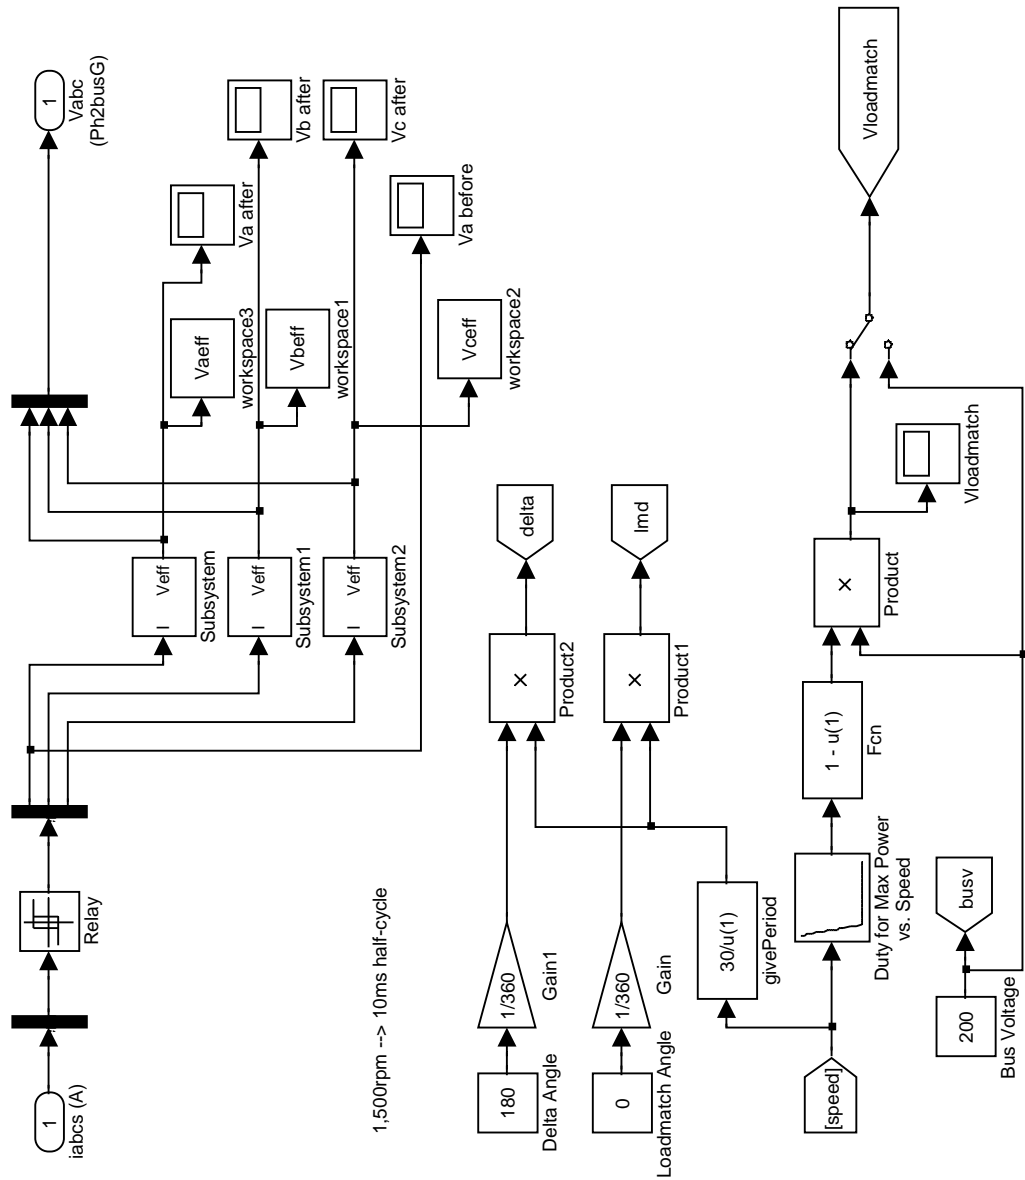 1
iabcs (A)
Relay
I Veff
Subsystem
I Veff
Subsystem1
I Veff
Subsystem2
Vaeff
workspace3
Vbeff
workspace1
Vceff
workspace2
Va after
Vb after
Vc after
Va before
1
Vabc
(Ph2busG)
1,500rpm --> 10ms half-cycle
180
Delta Angle
1/360
Gain1
×
Product2
delta
0
Loadmatch Angle
1/360
Gain
×
Product1
lmd
30/u(1)
givePeriod
[speed]
Duty for Max Power
vs. Speed
1 - u(1)
Fcn
×
Product
Vloadmatch
Vloadmatch
200
Bus Voltage
busv